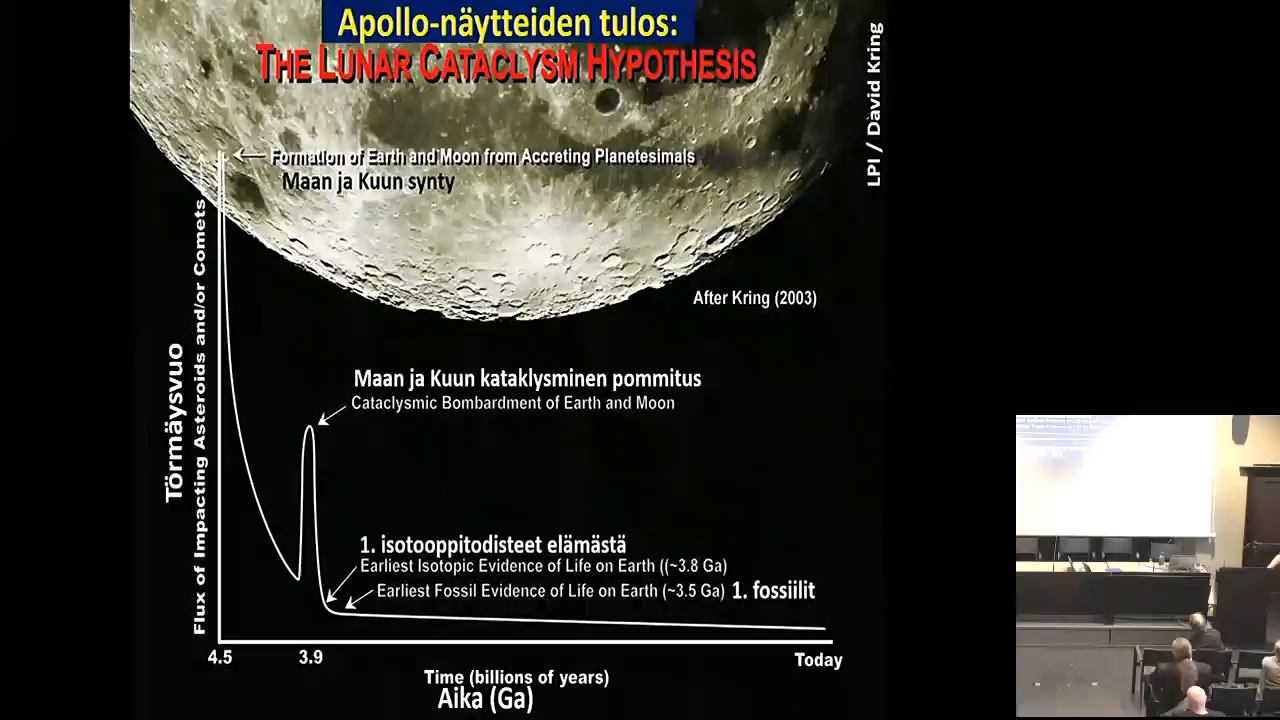 Apollo-näytteiden tulos:
THE LUNAR CATACLYSM HYPOTHESIS
LPI / David Kring
Formation of Earth and Moon from Accreting Planetesimals
Maan ja Kuun synty
After Kring (2003)
Törmäysvuo
Flux of Impacting Asteroids and/or Comets
Maan ja Kuun kataklysminen pommitus
Cataclysmic Bombardment of Earth and Moon
1. isotooppitodisteet elämästä
Earliest Isotopic Evidence of Life on Earth ((~3.8 Ga)
Earliest Fossil Evidence of Life on Earth (~3.5 Ga) 1. fossiilit
4.5 3.9 Today
Time (billions of years)
Aika (Ga)